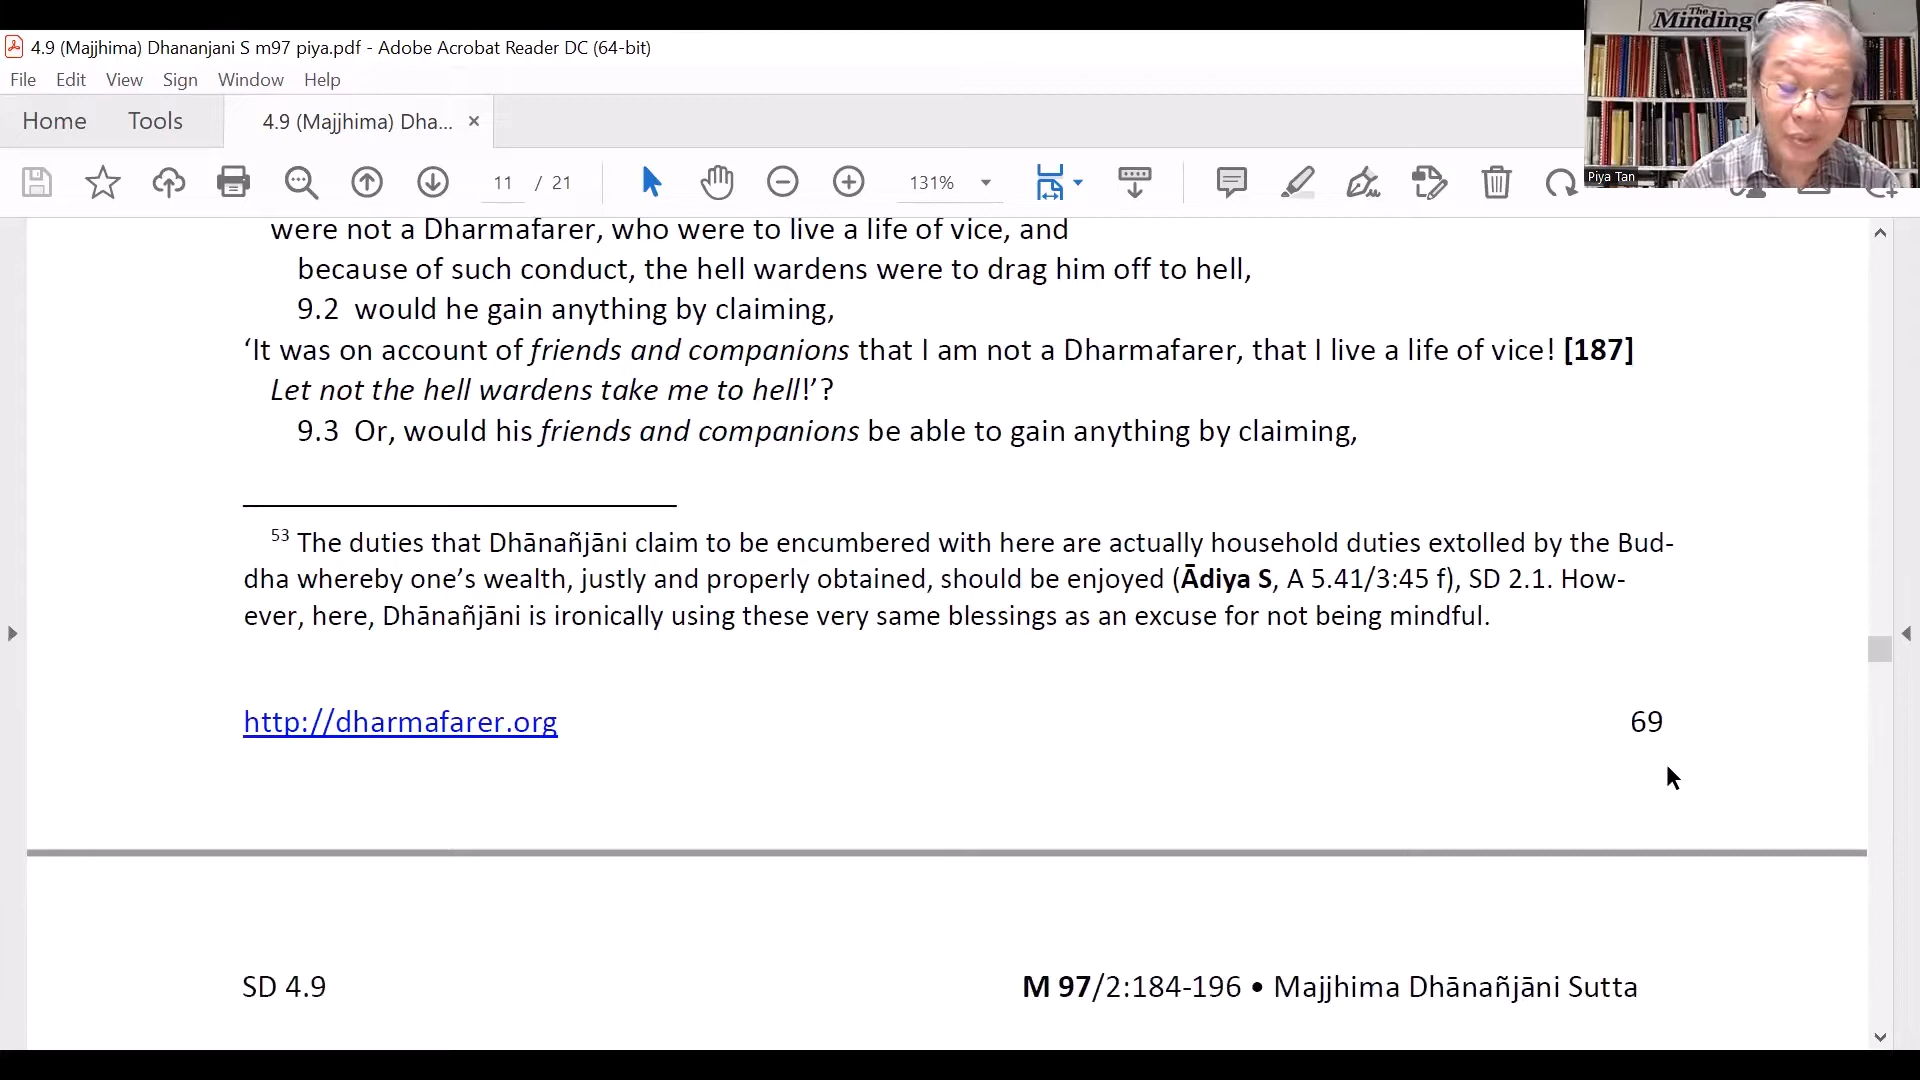 4.9 (Majjhima) Dhananjani S m97 piya.pdf - Adobe Acrobat Reader DC (64-bit)
The Minding
File Edit View Sign Window Help
Home Tools 4.9 (Majjhima) Dha... ×
11 / 21 131%
Piya Tan
were not a Dharmafarer, who were to live a life of vice, and
because of such conduct, the hell wardens were to drag him off to hell,
9.2 would he gain anything by claiming,
‘It was on account of friends and companions that I am not a Dharmafarer, that I live a life of vice! [187]
Let not the hell wardens take me to hell!’?
9.3 Or, would his friends and companions be able to gain anything by claiming,
53 The duties that Dhānañjāni claim to be encumbered with here are actually household duties extolled by the Bud-
dha whereby one’s wealth, justly and properly obtained, should be enjoyed (Ādiya S, A 5.41/3:45 f), SD 2.1. How-
ever, here, Dhānañjāni is ironically using these very same blessings as an excuse for not being mindful.
http://dharmafarer.org 69
SD 4.9 M 97/2:184-196 • Majjhima Dhānañjāni Sutta